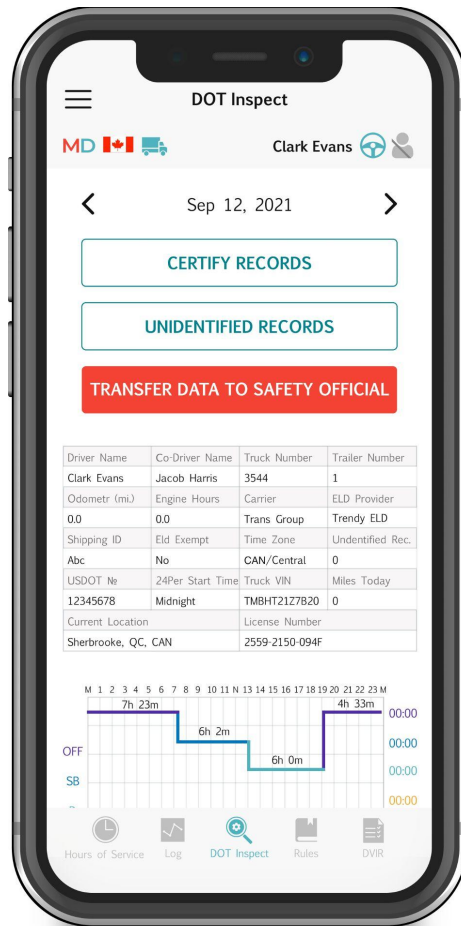 DOT Inspect
MD Clark Evans
Sep 12, 2021
CERTIFY RECORDS
UNIDENTIFIED RECORDS
TRANSFER DATA TO SAFETY OFFICIAL
Driver Name Co-Driver Name Truck Number Trailer Number
Clark Evans Jacob Harris 3544 1
Odometr (mi.) Engine Hours Carrier ELD Provider
0.0 0.0 Trans Group Trendy ELD
Shipping ID Eld Exempt Time Zone Undentified Rec.
Abc No CAN/Central 0
USDOT № 24Per Start Time Truck VIN Miles Today
12345678 Midnight TMBHT21Z7B20 0
Current Location License Number
Sherbrooke, QC, CAN 2559-2150-094F
M 1 2 3 4 5 6 7 8 9 10 11 N 13 14 15 16 17 18 19 20 21 22 23 M
7h 23m 4h 33m
00:00
6h 2m
00:00
OFF
6h 0m
00:00
SB
00:00
Hours of Service Log DOT Inspect Rules DVIR